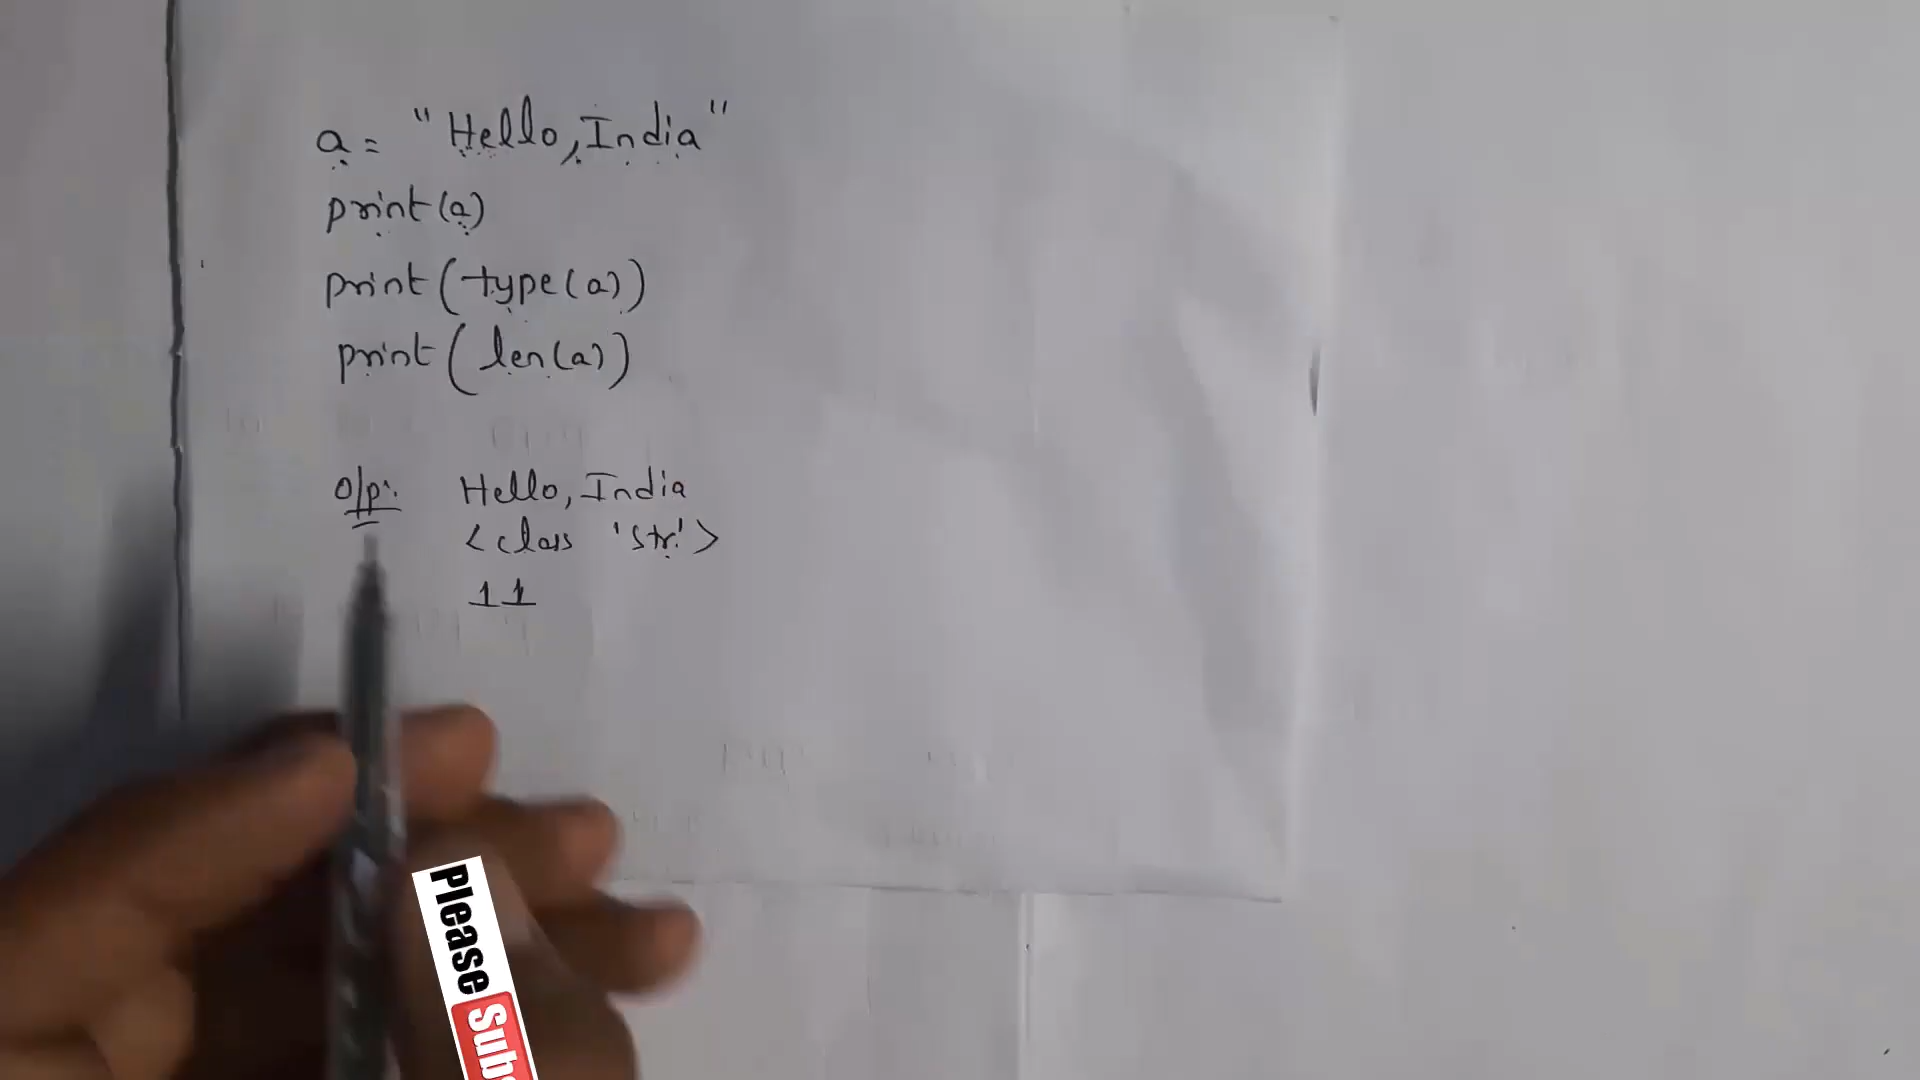 a = "Hello,India"
print(a)
print(type(a))
print(len(a))
O/p:. Hello,India
<class 'str'>
11
Please
Subs